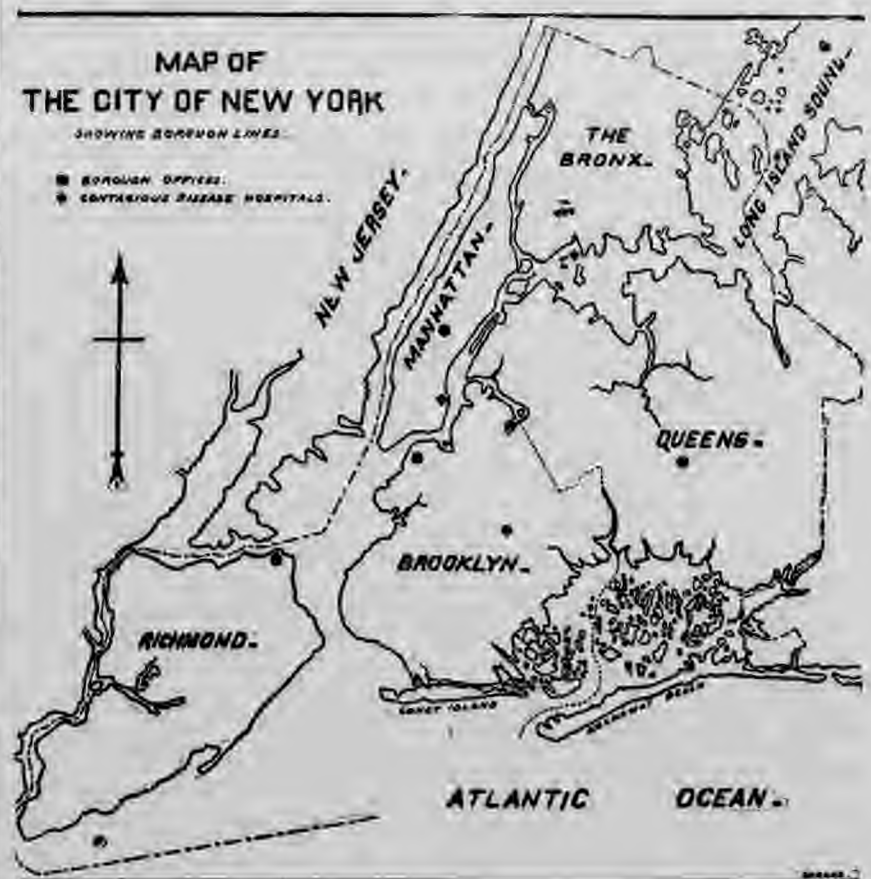 MAP OF
THE CITY OF NEW YORK
SHOWING BOROUGH LINES.
BOROUGH OFFICES.
CONTAGIOUS DISEASE HOSPITALS.
THE
BRONX.
LONG ISLAND SOUND.
NEW JERSEY.
MANHATTAN.
QUEENS.
BROOKLYN.
RICHMOND.
CONEY ISLAND
ROCKAWAY BEACH
ATLANTIC OCEAN.